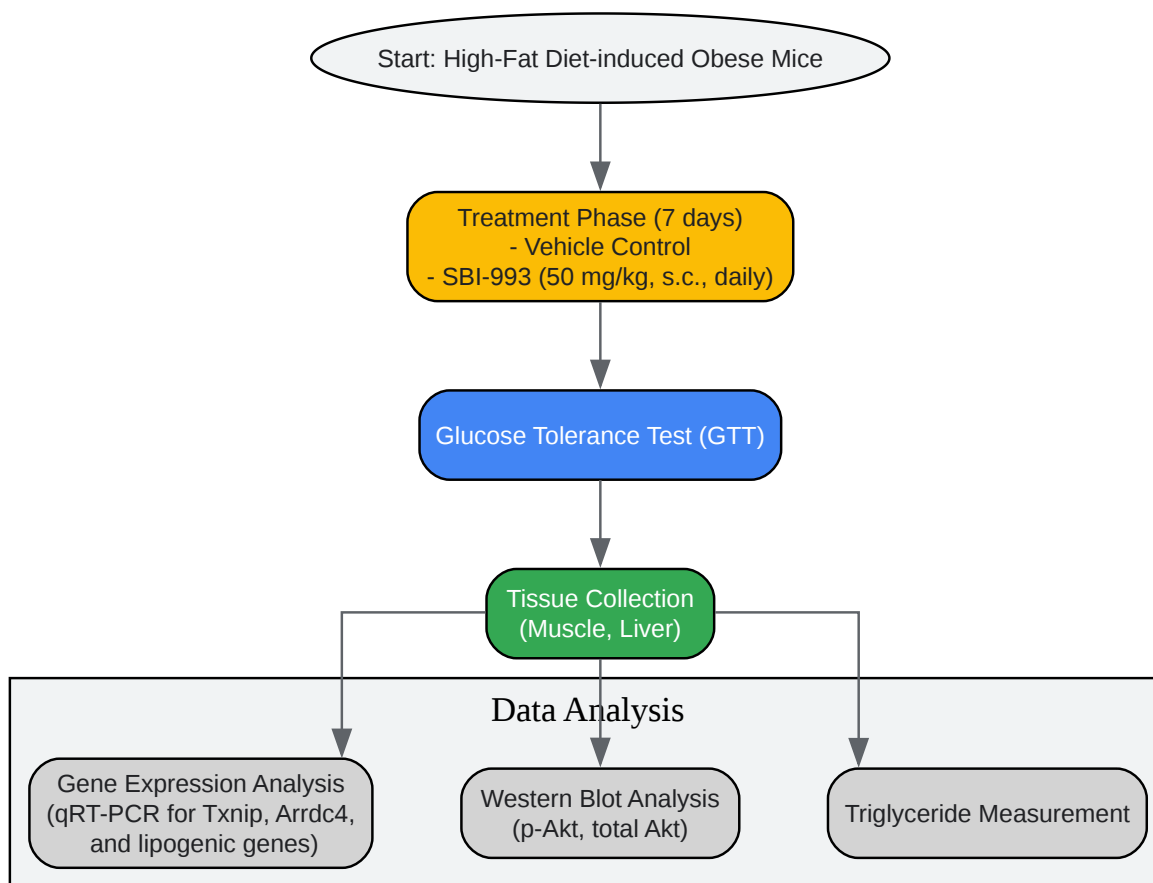 Start: High-Fat Diet-induced Obese Mice
Treatment Phase (7 days)
- Vehicle Control
- SBI-993 (50 mg/kg, s.c., daily)
Glucose Tolerance Test (GTT)
Tissue Collection
(Muscle, Liver)
Data Analysis
Gene Expression Analysis
(qRT-PCR for Txnip, Arrdc4,
and lipogenic genes)
Western Blot Analysis
(p-Akt, total Akt)
Triglyceride Measurement